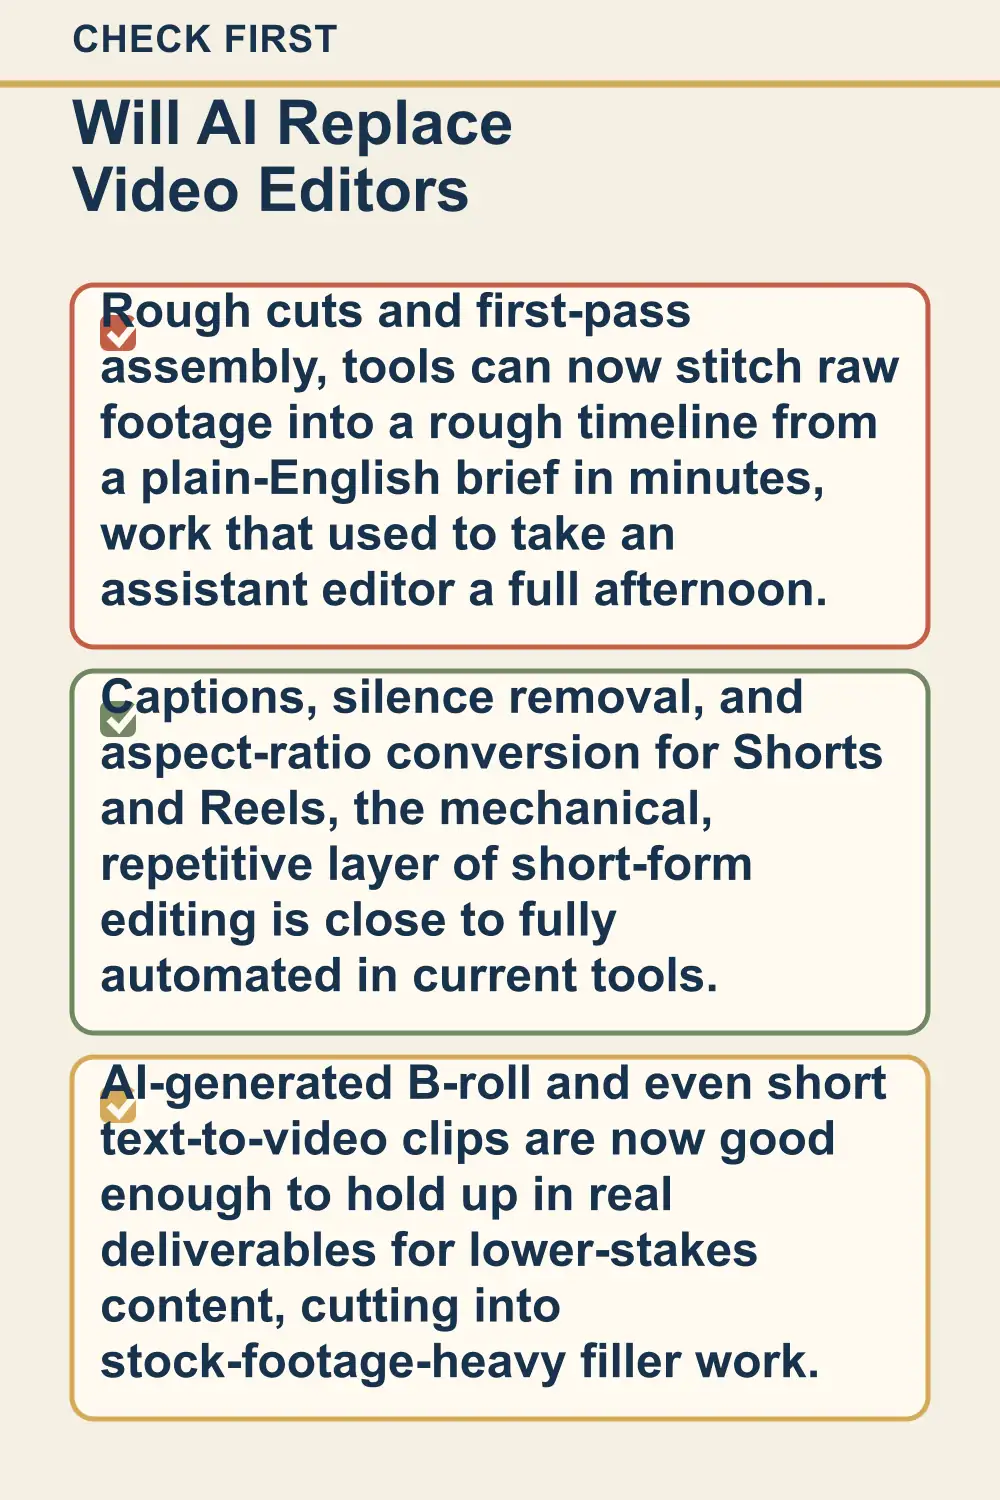 CHECK FIRST
Will AI Replace
Video Editors
Rough cuts and first-pass
assembly, tools can now stitch raw
footage into a rough timeline from
a plain-English brief in minutes,
work that used to take an
assistant editor a full afternoon.
Captions, silence removal, and
aspect-ratio conversion for Shorts
and Reels, the mechanical,
repetitive layer of short-form
editing is close to fully
automated in current tools.
AI-generated B-roll and even short
text-to-video clips are now good
enough to hold up in real
deliverables for lower-stakes
content, cutting into
stock-footage-heavy filler work.